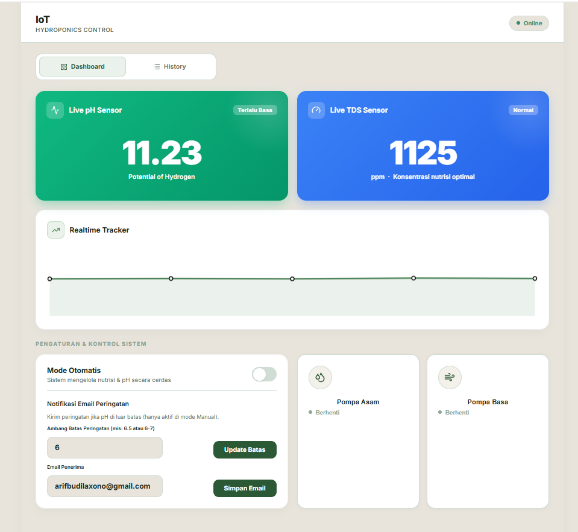 IoT
HYDROPONICS CONTROL
Online
Dashboard
History
Live pH Sensor
Terlalu Basa
11.23
Potential of Hydrogen
Live TDS Sensor
Normal
1125
ppm · Konsentrasi nutrisi optimal
Realtime Tracker
PENGATURAN & KONTROL SISTEM
Mode Otomatis
Sistem mengelola nutrisi & pH secara cerdas
Notifikasi Email Peringatan
Kirim peringatan jika pH di luar batas (hanya aktif di mode Manual).
Ambang Batas Peringatan (mis: 6.5 atau 6-7)
6
Update Batas
Email Penerima
arifbudilaxono@gmail.com
Simpan Email
Pompa Asam
Berhenti
Pompa Basa
Berhenti